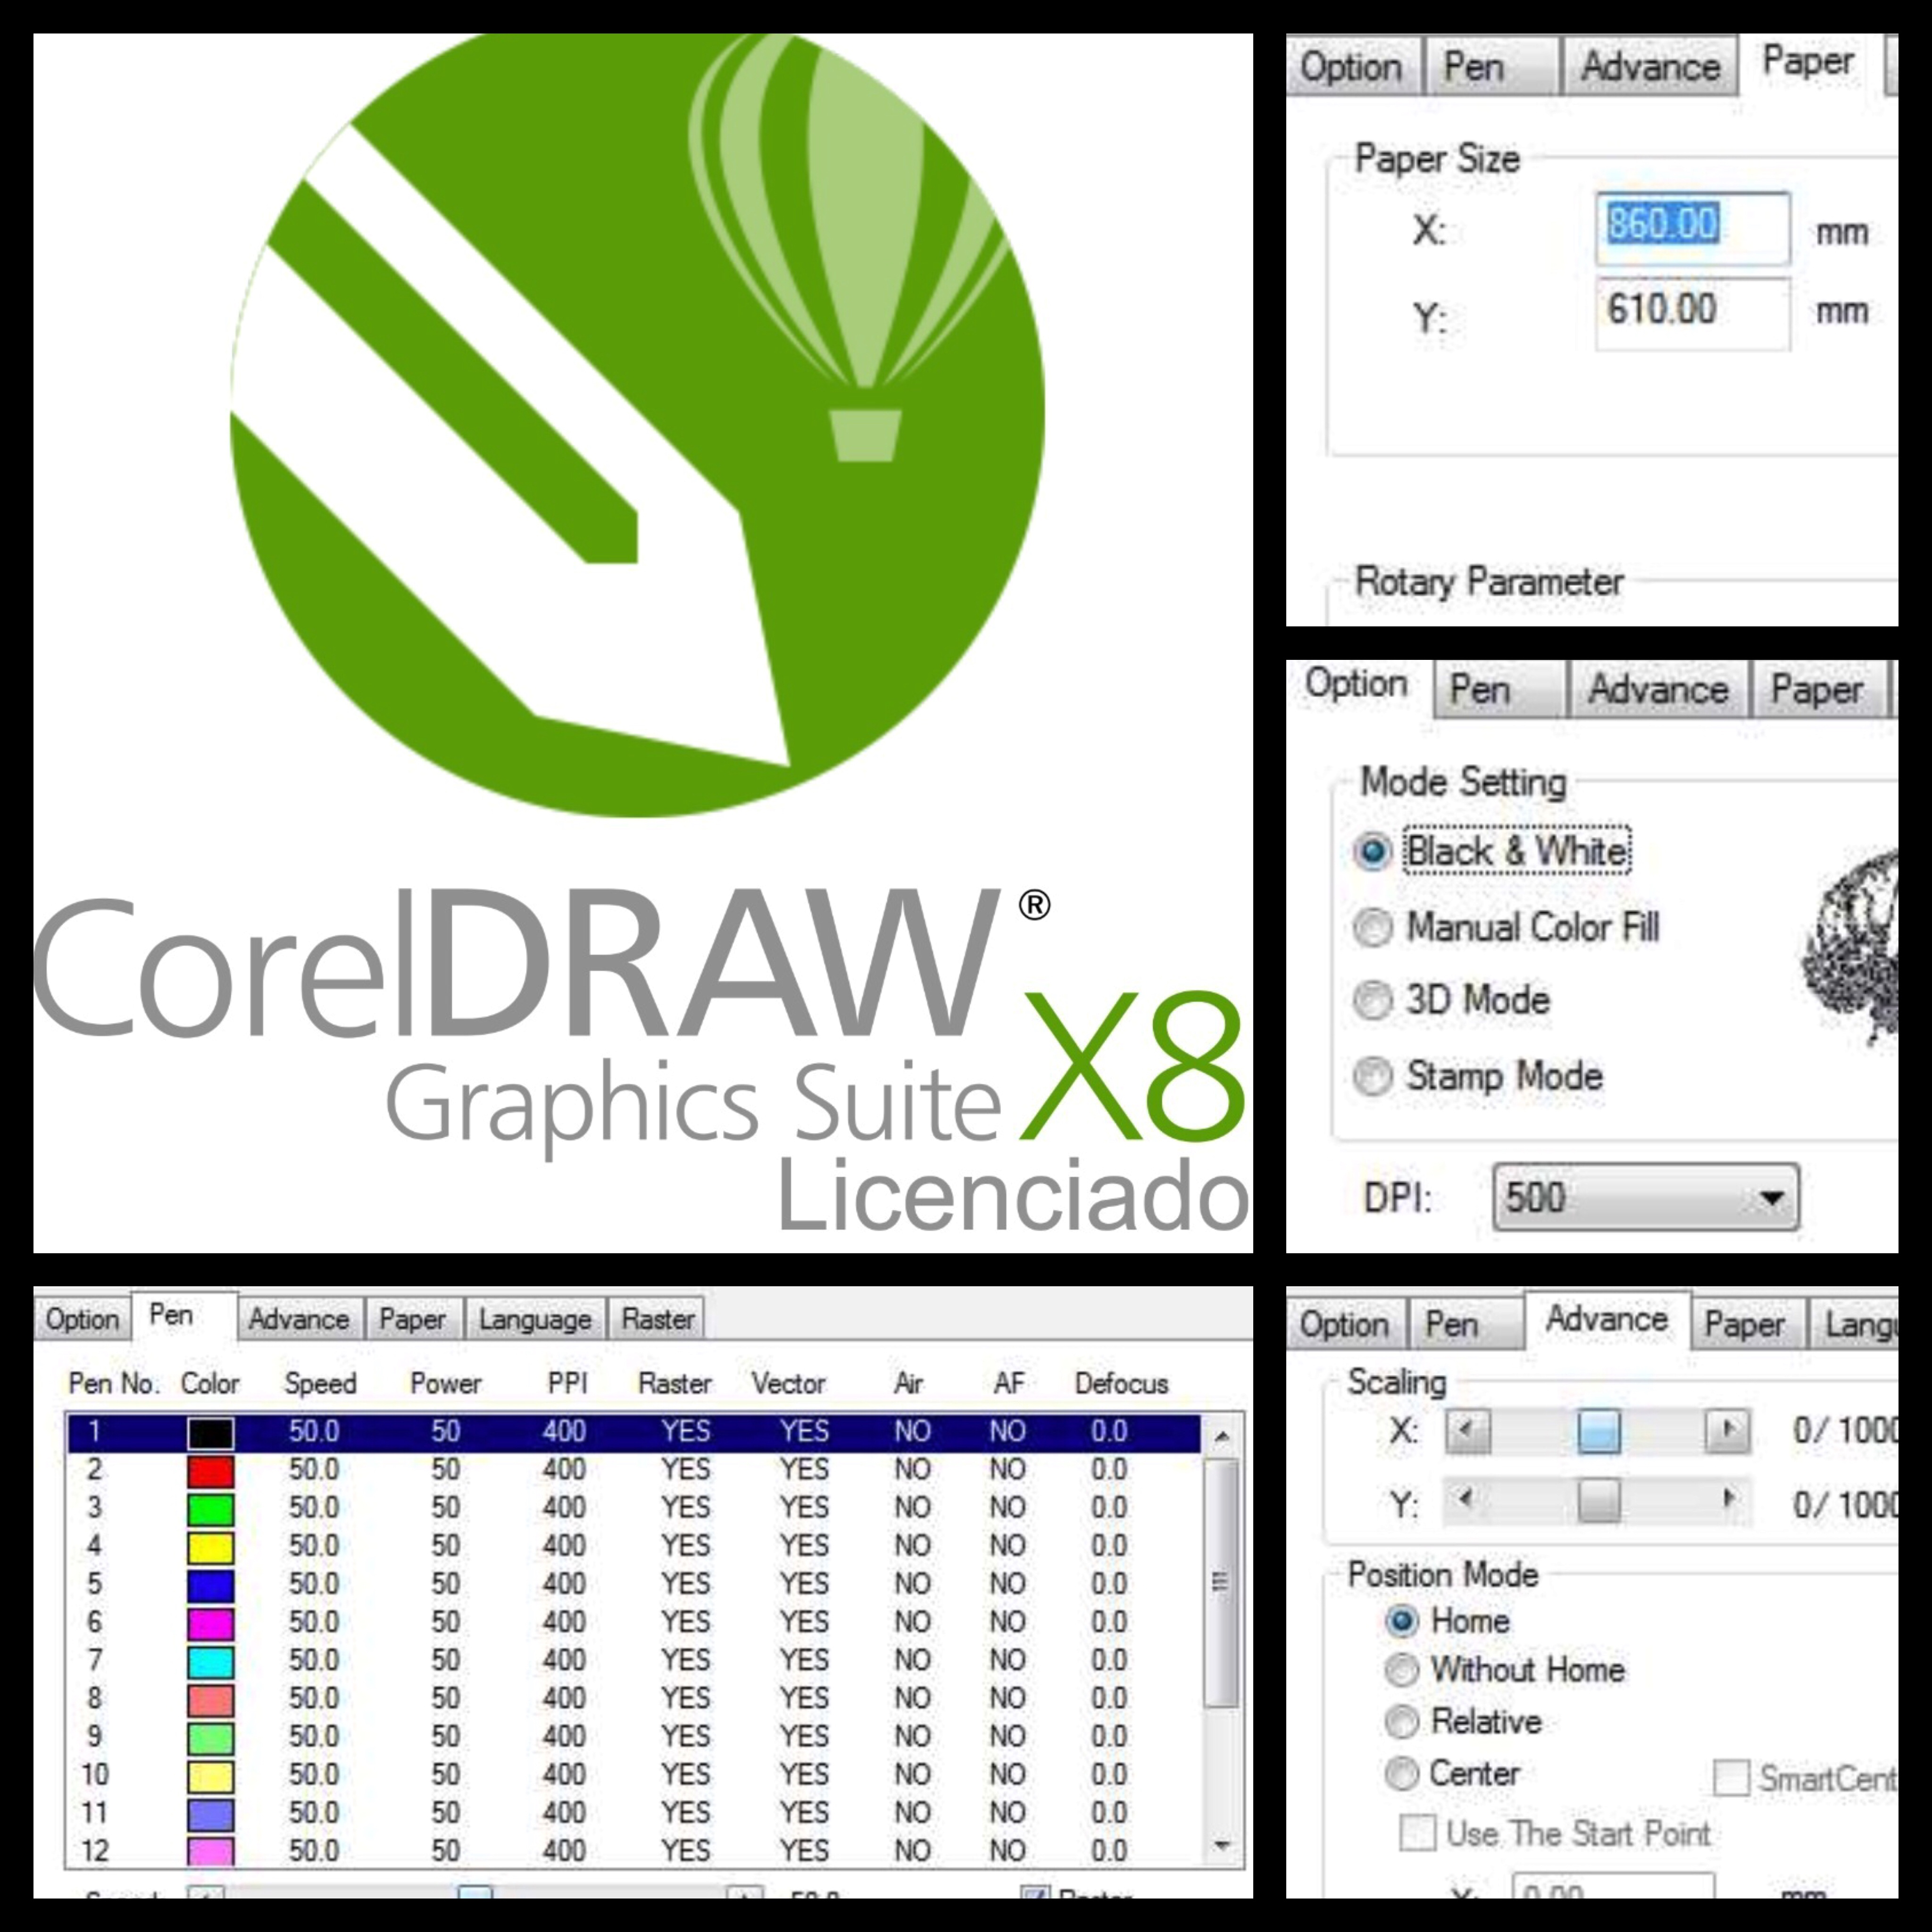 CorelDRAW®
Graphics Suite X8
Licenciado
Option Pen Advance Paper
Paper Size
X: 860.00 mm
Y: 610.00 mm
Rotary Parameter
Option Pen Advance Paper
Mode Setting
Black & White
Manual Color Fill
3D Mode
Stamp Mode
DPI: 500
Option Pen Advance Paper Language Raster
Pen No. Color Speed Power PPI Raster Vector Air AF Defocus
1 50.0 50 400 YES YES NO NO 0.0
2 50.0 50 400 YES YES NO NO 0.0
3 50.0 50 400 YES YES NO NO 0.0
4 50.0 50 400 YES YES NO NO 0.0
5 50.0 50 400 YES YES NO NO 0.0
6 50.0 50 400 YES YES NO NO 0.0
7 50.0 50 400 YES YES NO NO 0.0
8 50.0 50 400 YES YES NO NO 0.0
9 50.0 50 400 YES YES NO NO 0.0
10 50.0 50 400 YES YES NO NO 0.0
11 50.0 50 400 YES YES NO NO 0.0
12 50.0 50 400 YES YES NO NO 0.0
Option Pen Advance Paper Langu
Scaling
X: 0/ 1000
Y: 0/ 1000
Position Mode
Home
Without Home
Relative
Center SmartCent
Use The Start Point